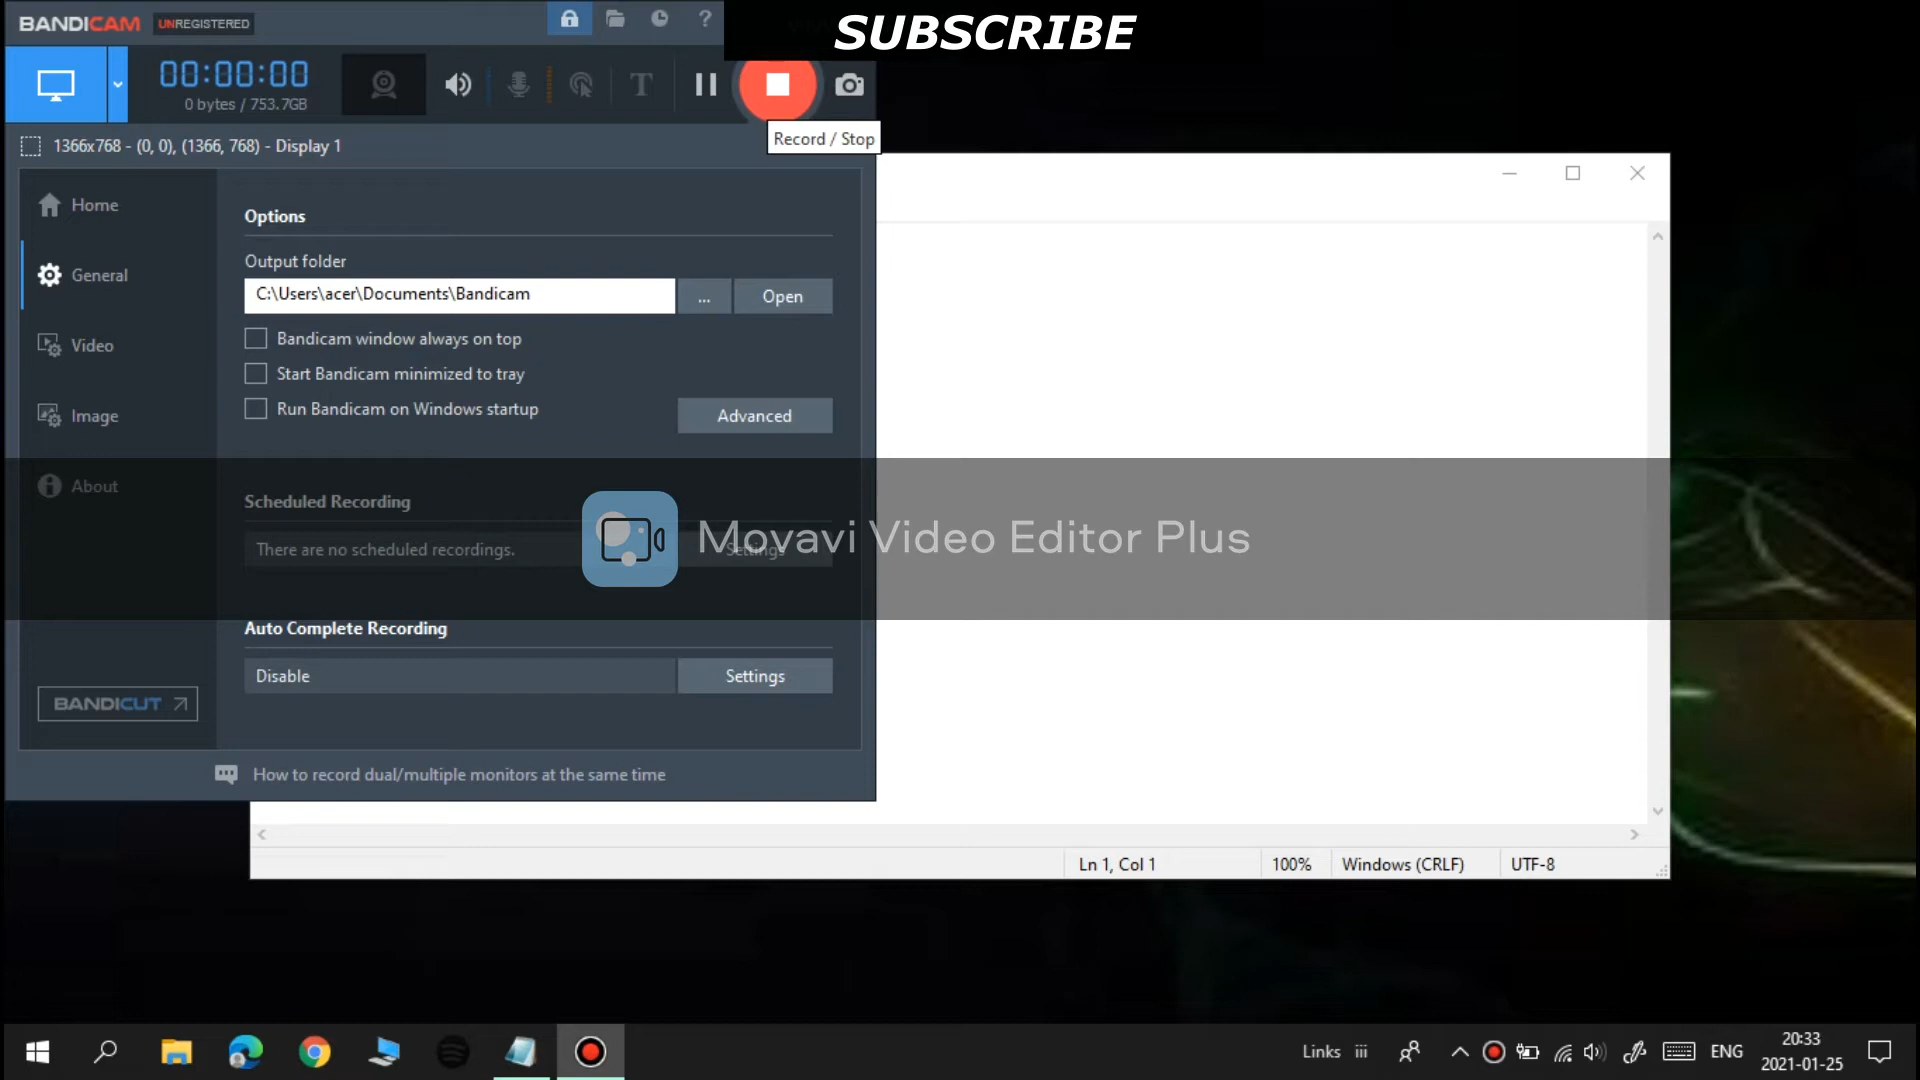 SUBSCRIBE
BANDICAM UNREGISTERED
?
00:00:00
0 bytes / 753.7GB
T
Record / Stop
1366x768 - (0, 0), (1366, 768) - Display 1
Home
General
Video
Image
About
Options
Output folder
C:\Users\acer\Documents\Bandicam
...
Open
Bandicam window always on top
Start Bandicam minimized to tray
Run Bandicam on Windows startup
Advanced
Scheduled Recording
There are no scheduled recordings.
Settings
Movavi Video Editor Plus
Auto Complete Recording
Disable
Settings
BANDICUT
How to record dual/multiple monitors at the same time
Ln 1, Col 1
100%
Windows (CRLF)
UTF-8
Links
ENG
20:33
2021-01-25